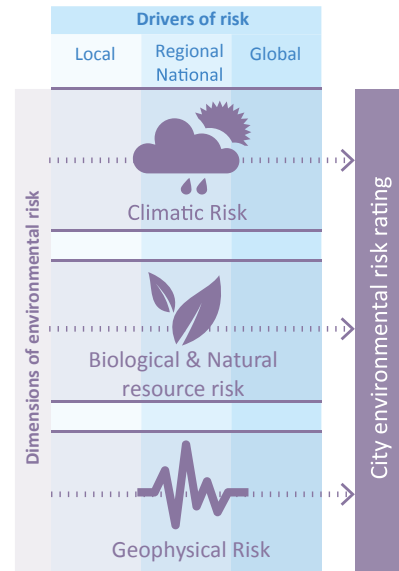 Drivers of risk
Local
Regional
National
Global
Dimensions of environmental risk
Climatic Risk
Biological & Natural
resource risk
Geophysical Risk
City environmental risk rating